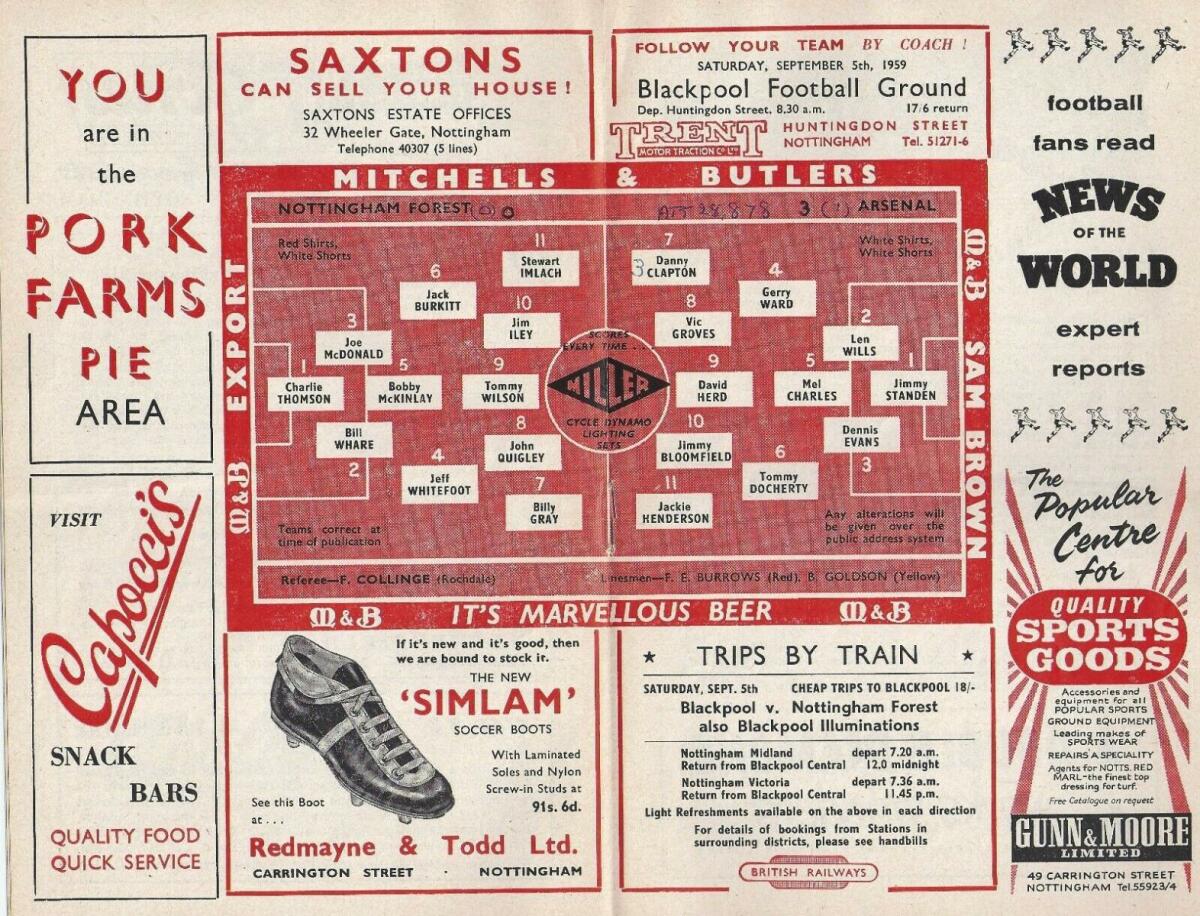 YOU
are in
the
PORK
FARMS
PIE
AREA
VISIT
Capocci's
SNACK
BARS
QUALITY FOOD
QUICK SERVICE
SAXTONS
CAN SELL YOUR HOUSE!
SAXTONS ESTATE OFFICES
32 Wheeler Gate, Nottingham
Telephone 40307 (5 lines)
FOLLOW YOUR TEAM BY COACH!
SATURDAY, SEPTEMBER 5th, 1959
Blackpool Football Ground
Dep. Huntingdon Street, 8.30 a.m. 17/6 return
TRENT
MOTOR TRACTION CO LTD
HUNTINGDON STREET
NOTTINGHAM Tel. 51271-6
MITCHELLS & BUTLERS
NOTTINGHAM FOREST (0) 0
ATT 28,878 3 (1) ARSENAL
M&B EXPORT
M&B SAM BROWN
Red Shirts,
White Shorts
White Shirts,
White Shorts
11
Stewart
IMLACH
6
Jack
BURKITT
10
Jim
ILEY
3
Joe
McDONALD
1
Charlie
THOMSON
5
Bobby
McKINLAY
9
Tommy
WILSON
Bill
WHARE
2
8
John
QUIGLEY
4
Jeff
WHITEFOOT
7
Billy
GRAY
SCORES
EVERY TIME . . .
MILLER
CYCLE DYNAMO
LIGHTING
SETS
7
3 Danny
CLAPTON
4
Gerry
WARD
8
Vic
GROVES
2
Len
WILLS
9
David
HERD
5
Mel
CHARLES
1
Jimmy
STANDEN
10
Jimmy
BLOOMFIELD
Dennis
EVANS
3
6
Tommy
DOCHERTY
11
Jackie
HENDERSON
Teams correct at
time of publication
Any alterations will
be given over the
public address system
Referee—F. COLLINGE (Rochdale)
Linesmen—F. E. BURROWS (Red), B. GOLDSON (Yellow)
M&B IT'S MARVELLOUS BEER M&B
If it's new and it's good, then
we are bound to stock it.
THE NEW
'SIMLAM'
SOCCER BOOTS
With Laminated
Soles and Nylon
Screw-in Studs at
91s. 6d.
See this Boot
at . . .
Redmayne & Todd Ltd.
CARRINGTON STREET · NOTTINGHAM
★ TRIPS BY TRAIN ★
SATURDAY, SEPT. 5th CHEAP TRIPS TO BLACKPOOL 18/-
Blackpool v. Nottingham Forest
also Blackpool Illuminations
Nottingham Midland depart 7.20 a.m.
Return from Blackpool Central 12.0 midnight
Nottingham Victoria depart 7.36 a.m.
Return from Blackpool Central 11.45 p.m.
Light Refreshments available on the above in each direction
For details of bookings from Stations in
surrounding districts, please see handbills
BRITISH RAILWAYS
football
fans read
NEWS
OF THE
WORLD
expert
reports
The
Popular
Centre
for
QUALITY
SPORTS
GOODS
Accessories and
equipment for all
POPULAR SPORTS
GROUND EQUIPMENT
Leading makes of
SPORTS WEAR
REPAIRS A SPECIALITY
Agents for NOTTS. RED
MARL-the finest top
dressing for turf.
Free Catalogue on request
GUNN & MOORE
LIMITED
49 CARRINGTON STREET
NOTTINGHAM Tel.55923/4